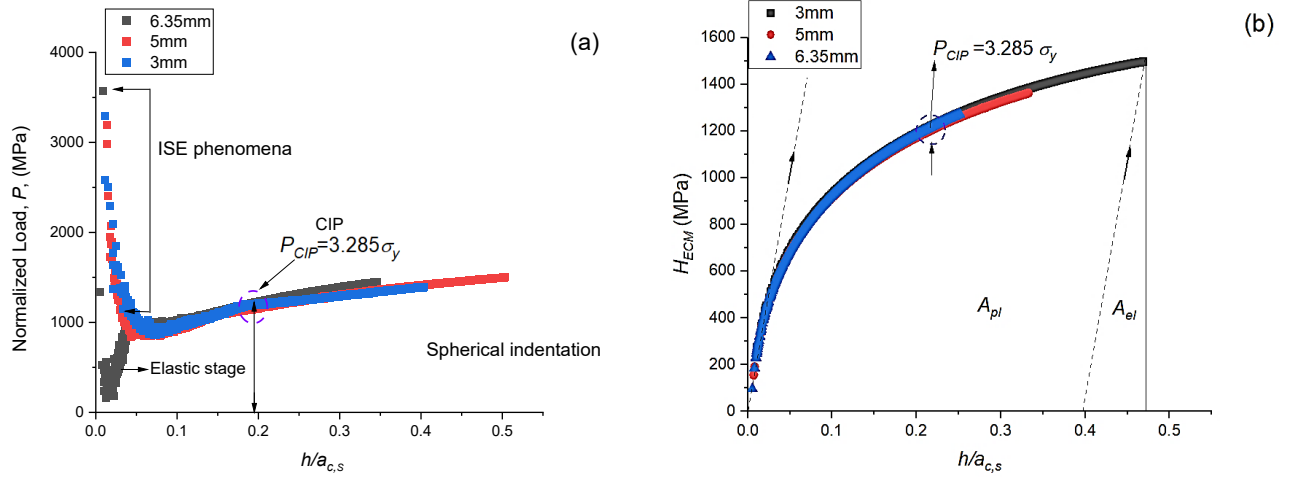 6.35mm
5mm
3mm
(a)
4000
3000
2000
1000
0
Normalized Load, P, (MPa)
ISE phenomena
CIP
P_CIP=3.285 σ_y
Elastic stage
Spherical indentation
0.0 0.1 0.2 0.3 0.4 0.5
h/a_c,s
3mm
5mm
6.35mm
(b)
1600
1400
1200
1000
800
600
400
200
0
H_ECM (MPa)
P_CIP=3.285 σ_y
A_pl
A_el
0.0 0.1 0.2 0.3 0.4 0.5
h/a_c,s